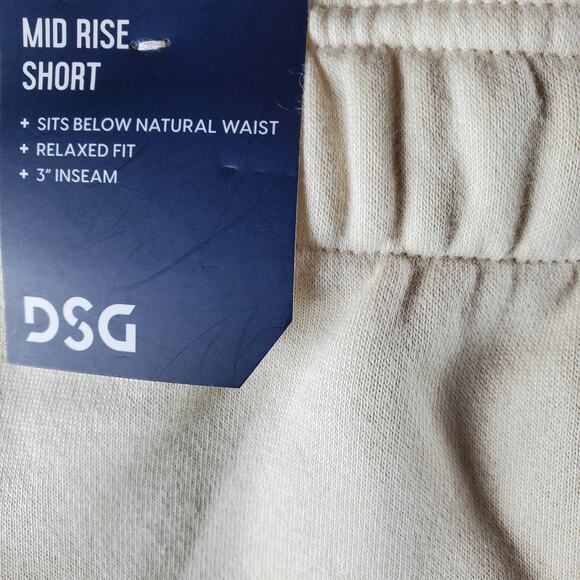 MID RISE
SHORT
+ SITS BELOW NATURAL WAIST
+ RELAXED FIT
+ 3" INSEAM
DSG